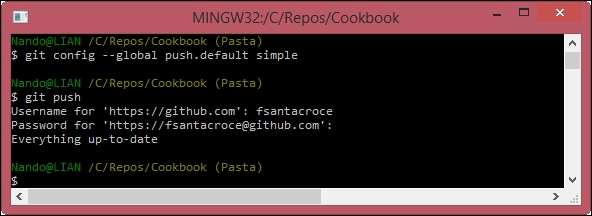 MINGW32:/C/Repos/Cookbook
Nando@LIAN /C/Repos/Cookbook (Pasta)
$ git config --global push.default simple
Nando@LIAN /C/Repos/Cookbook (Pasta)
$ git push
Username for 'https://github.com': fsantacroce
Password for 'https://fsantacroce@github.com':
Everything up-to-date
Nando@LIAN /C/Repos/Cookbook (Pasta)
$